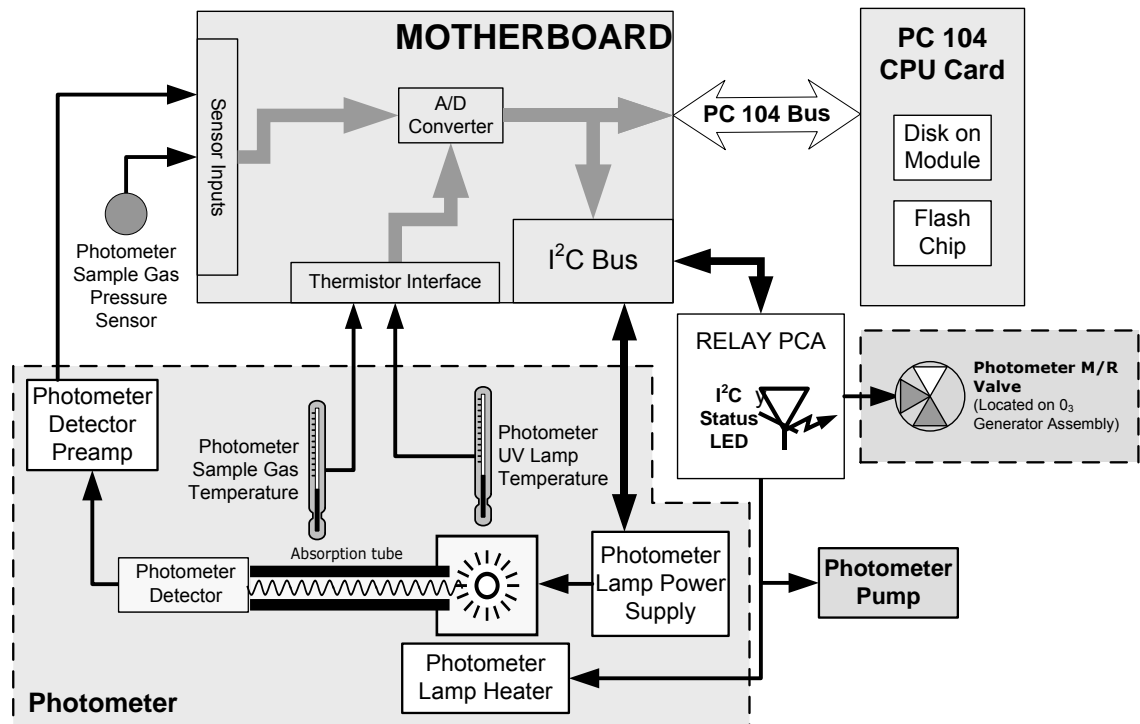 MOTHERBOARD
Sensor Inputs
A/D
Converter
Thermistor Interface
I²C Bus
PC 104 Bus
PC 104
CPU Card
Disk on
Module
Flash
Chip
Photometer
Sample Gas
Pressure
Sensor
RELAY PCA
I²C y
Status
LED
Photometer M/R
Valve
(Located on 0₃
Generator Assembly)
Photometer
Detector
Preamp
Photometer
Sample Gas
Temperature
Photometer
UV Lamp
Temperature
Absorption tube
Photometer
Detector
Photometer
Lamp Power
Supply
Photometer
Pump
Photometer
Lamp Heater
Photometer